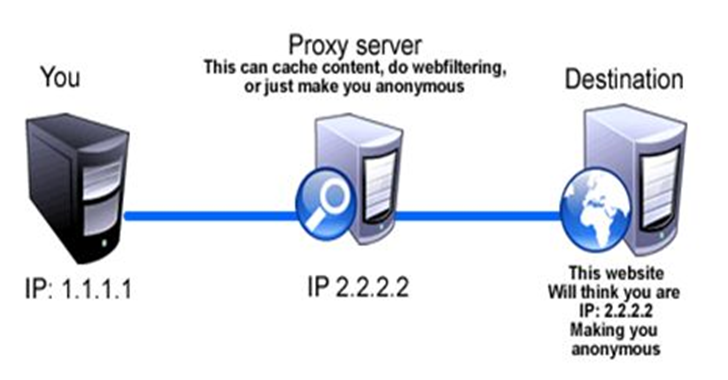 You
Proxy server
This can cache content, do webfiltering,
or just make you anonymous
Destination
IP: 1.1.1.1
IP 2.2.2.2
This website
Will think you are
IP: 2.2.2.2
Making you
anonymous